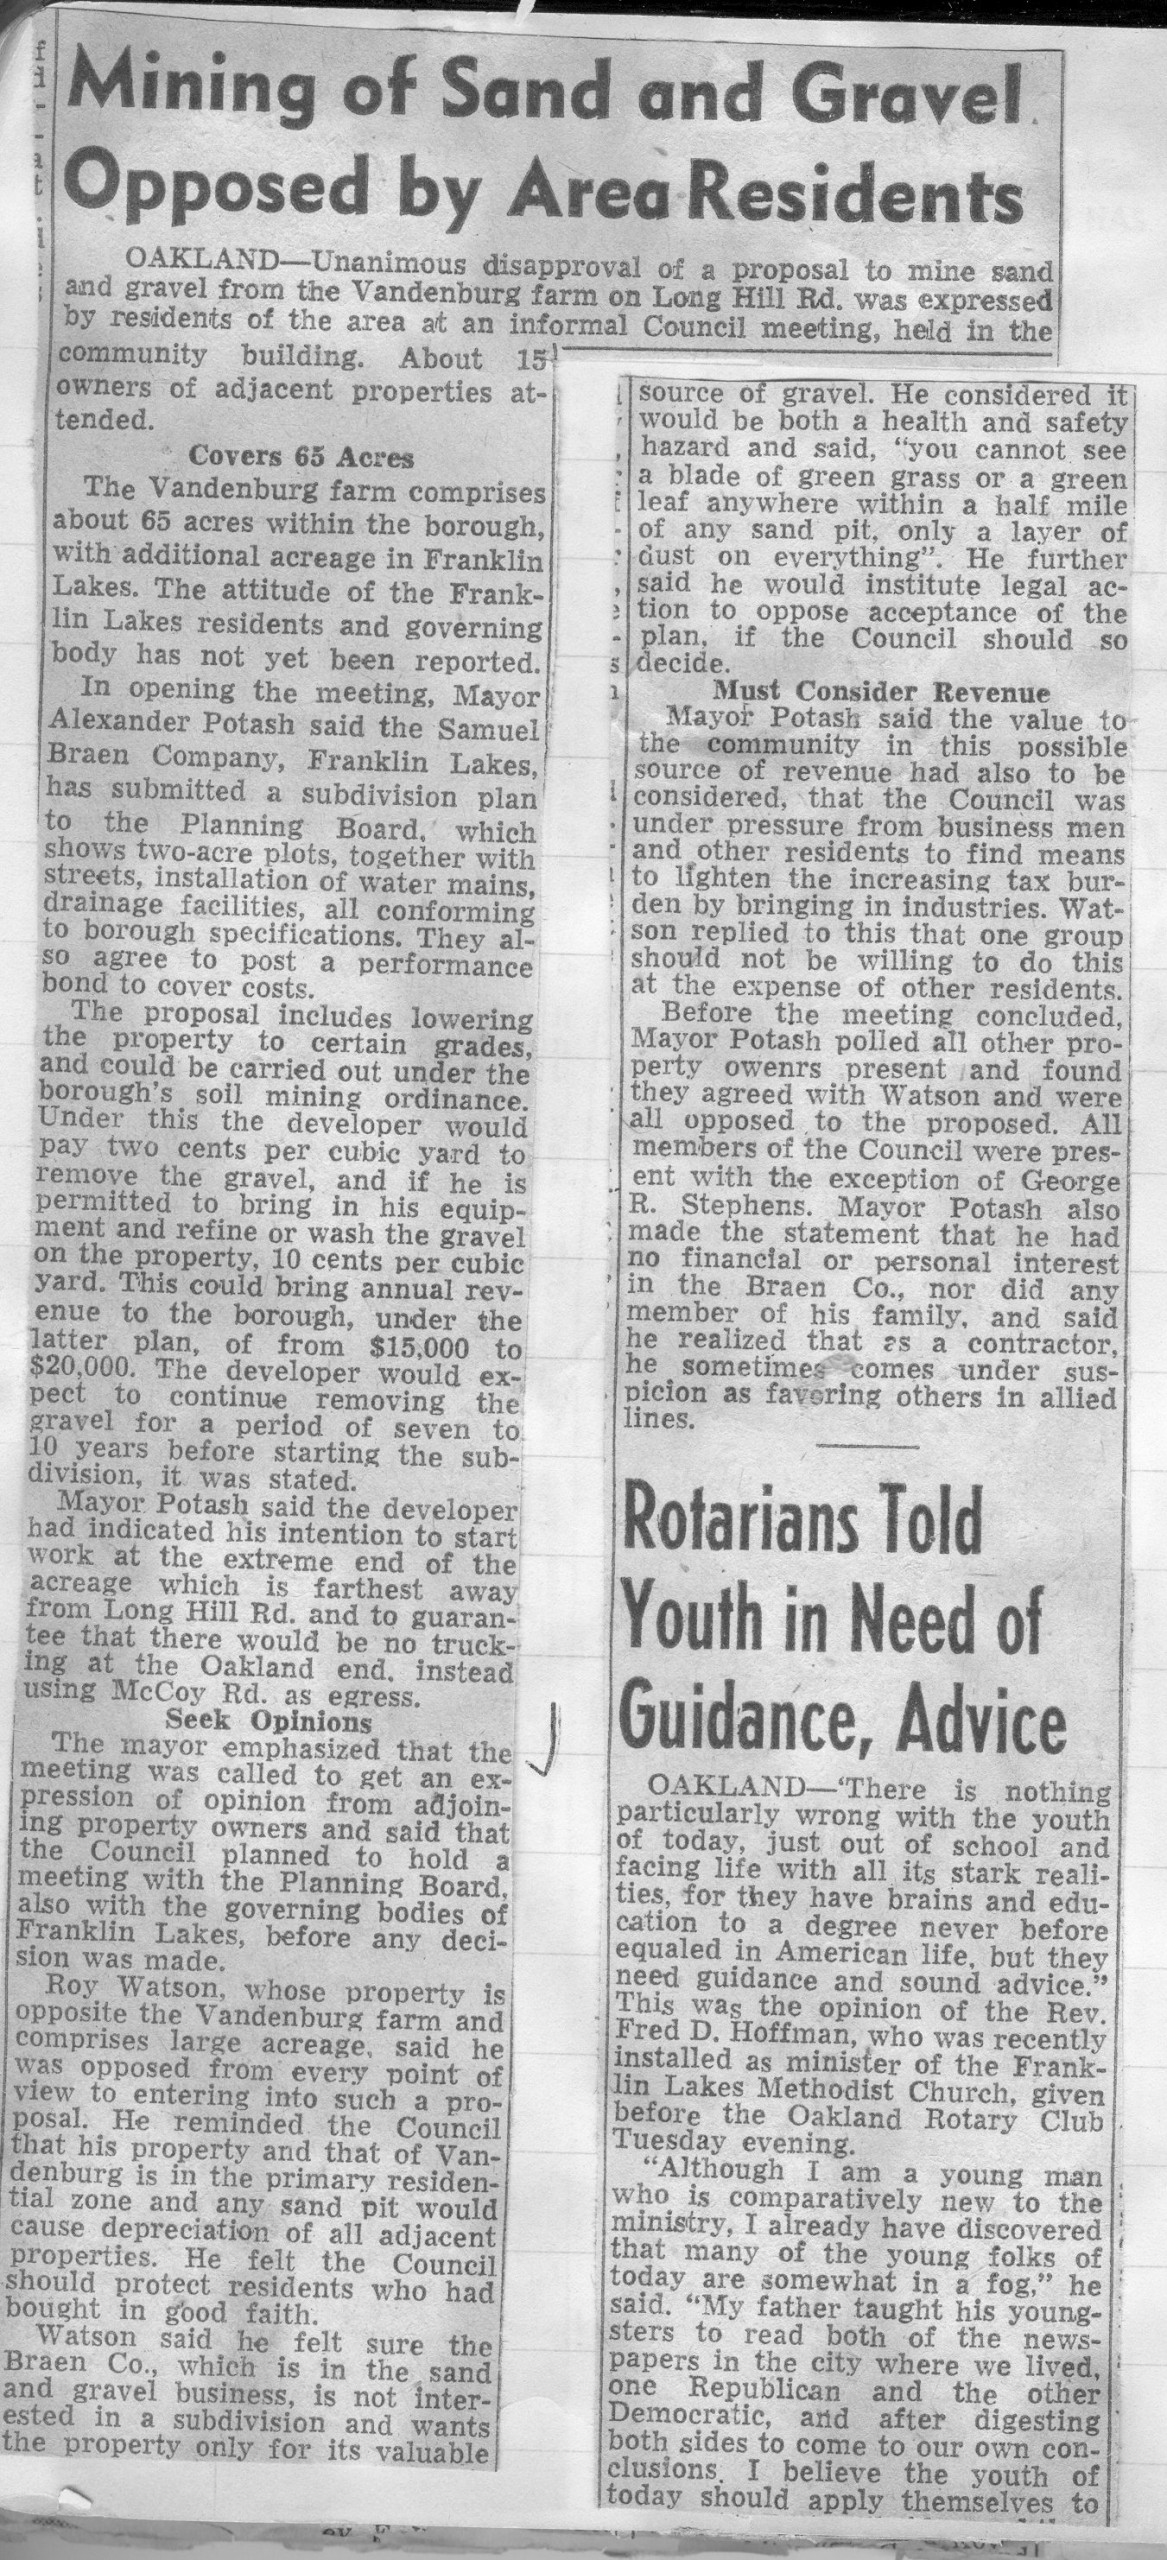 Mining of Sand and Gravel
Opposed by Area Residents
OAKLAND—Unanimous disapproval of a proposal to mine sand
and gravel from the Vandenburg farm on Long Hill Rd. was expressed
by residents of the area at an informal Council meeting, held in the
community building. About 15
owners of adjacent properties at-
tended.
Covers 65 Acres
The Vandenburg farm comprises
about 65 acres within the borough,
with additional acreage in Franklin
Lakes. The attitude of the Frank-
lin Lakes residents and governing
body has not yet been reported.
In opening the meeting, Mayor
Alexander Potash said the Samuel
Braen Company, Franklin Lakes,
has submitted a subdivision plan
to the Planning Board, which
shows two-acre plots, together with
streets, installation of water mains,
drainage facilities, all conforming
to borough specifications. They al-
so agree to post a performance
bond to cover costs.
The proposal includes lowering
the property to certain grades,
and could be carried out under the
borough's soil mining ordinance.
Under this the developer would
pay two cents per cubic yard to
remove the gravel, and if he is
permitted to bring in his equip-
ment and refine or wash the gravel
on the property, 10 cents per cubic
yard. This could bring annual rev-
enue to the borough, under the
latter plan, of from $15,000 to
$20,000. The developer would ex-
pect to continue removing the
gravel for a period of seven to
10 years before starting the sub-
division, it was stated.
Mayor Potash said the developer
had indicated his intention to start
work at the extreme end of the
acreage which is farthest away
from Long Hill Rd. and to guaran-
tee that there would be no truck-
ing at the Oakland end, instead
using McCoy Rd. as egress.
Seek Opinions
The mayor emphasized that the
meeting was called to get an ex-
pression of opinion from adjoin-
ing property owners and said that
the Council planned to hold a
meeting with the Planning Board,
also with the governing bodies of
Franklin Lakes, before any deci-
sion was made.
Roy Watson, whose property is
opposite the Vandenburg farm and
comprises large acreage, said he
was opposed from every point of
view to entering into such a pro-
posal. He reminded the Council
that his property and that of Van-
denburg is in the primary residen-
tial zone and any sand pit would
cause depreciation of all adjacent
properties. He felt the Council
should protect residents who had
bought in good faith.
Watson said he felt sure the
Braen Co., which is in the sand
and gravel business, is not inter-
ested in a subdivision and wants
the property only for its valuable
source of gravel. He considered it
would be both a health and safety
hazard and said, "you cannot see
a blade of green grass or a green
leaf anywhere within a half mile
of any sand pit, only a layer of
dust on everything". He further
said he would institute legal ac-
tion to oppose acceptance of the
plan, if the Council should so
decide.
Must Consider Revenue
Mayor Potash said the value to
the community in this possible
source of revenue had also to be
considered, that the Council was
under pressure from business men
and other residents to find means
to lighten the increasing tax bur-
den by bringing in industries. Wat-
son replied to this that one group
should not be willing to do this
at the expense of other residents.
Before the meeting concluded,
Mayor Potash polled all other pro-
perty owenrs present and found
they agreed with Watson and were
all opposed to the proposed. All
members of the Council were pres-
ent with the exception of George
R. Stephens. Mayor Potash also
made the statement that he had
no financial or personal interest
in the Braen Co., nor did any
member of his family, and said
he realized that as a contractor,
he sometimes comes under sus-
picion as favoring others in allied
lines.
Rotarians Told
Youth in Need of
Guidance, Advice
OAKLAND—'There is nothing
particularly wrong with the youth
of today, just out of school and
facing life with all its stark reali-
ties, for they have brains and edu-
cation to a degree never before
equaled in American life, but they
need guidance and sound advice."
This was the opinion of the Rev.
Fred D. Hoffman, who was recently
installed as minister of the Frank-
lin Lakes Methodist Church, given
before the Oakland Rotary Club
Tuesday evening.
"Although I am a young man
who is comparatively new to the
ministry, I already have discovered
that many of the young folks of
today are somewhat in a fog," he
said. "My father taught his young-
sters to read both of the news-
papers in the city where we lived,
one Republican and the other
Democratic, and after digesting
both sides to come to our own con-
clusions. I believe the youth of
today should apply themselves to